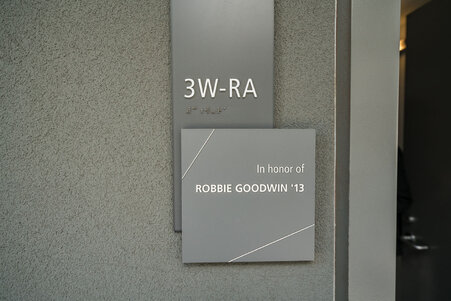 3W-RA
In honor of
ROBBIE GOODWIN '13